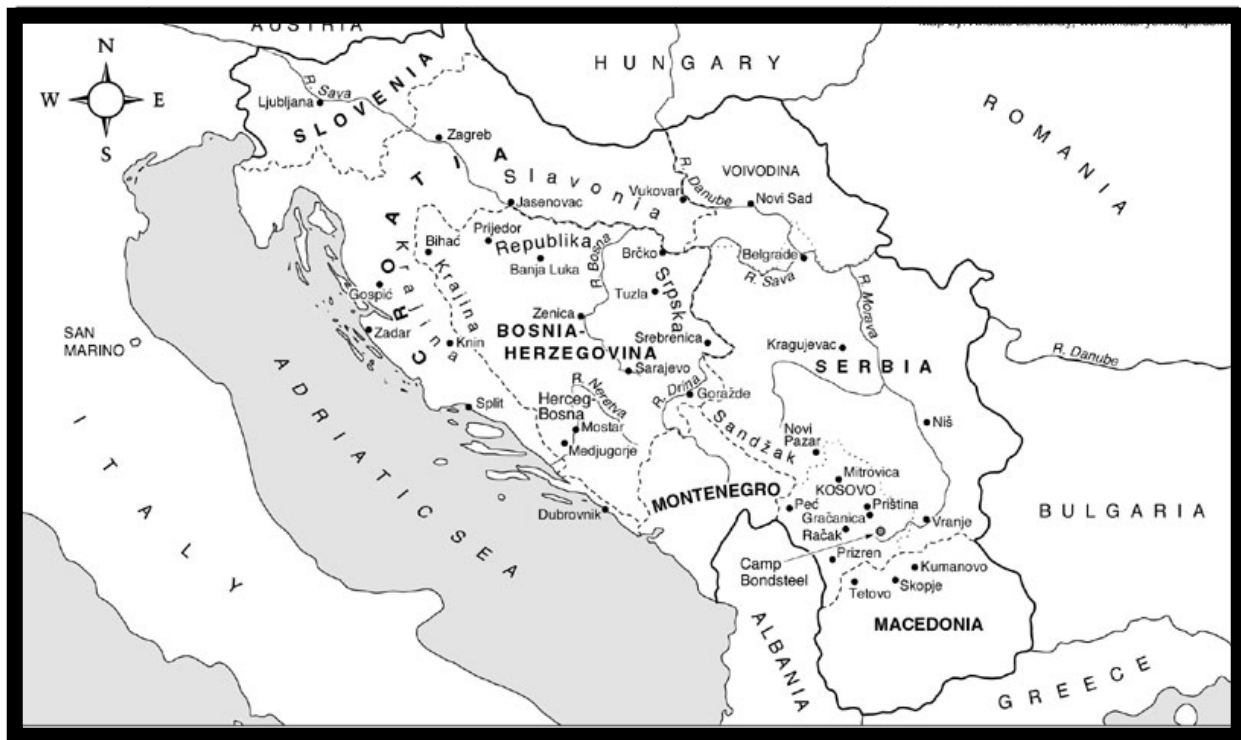 AUSTRIA
HUNGARY
ROMANIA
N
W
E
S
R. Sava
Ljubljana
SLOVENIA
Zagreb
CROATIA
Slavonia
Vukovar
R. Danube
VOIVODINA
Novi Sad
Jasenovac
Prijedor
Bihać
Republika
Banja Luka
R. Bosna
Brčko
Belgrade
R. Sava
Krajina
Krajina
Srpska
Gospić
Tuzla
R. Morava
SAN
MARINO
Zadar
Knin
Zenica
BOSNIA-
HERZEGOVINA
Srebrenica
Kragujevac
SERBIA
R. Danube
Sarajevo
R. Neretva
R. Drina
Goražde
Herceg-
Bosna
Split
Mostar
Medjugorje
Sandžak
Novi
Pazar
Niš
ITALY
ADRIATIC SEA
Mitrovica
KOSOVO
MONTENEGRO
Peć
Priština
Gračanica
Račak
Vranje
BULGARIA
Dubrovnik
Prizren
Camp
Bondsteel
Kumanovo
Tetovo
Skopje
MACEDONIA
ALBANIA
GREECE